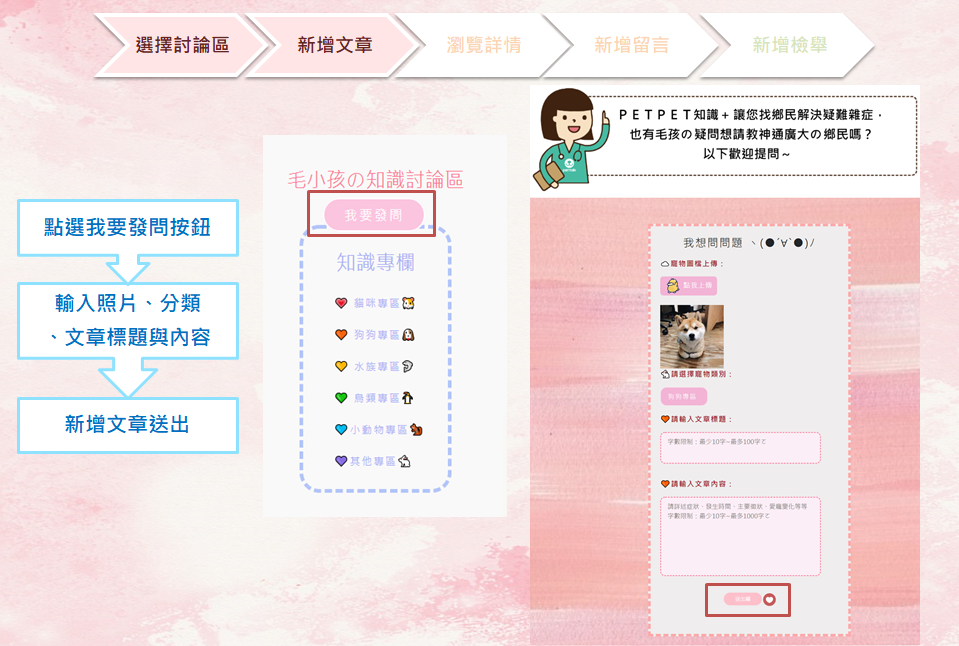 選擇討論區
新增文章
瀏覽詳情
新增留言
新增檢舉
點選我要發問按鈕
輸入照片、分類
、文章標題與內容
新增文章送出
毛小孩の知識討論區
我要發問
知識專欄
貓咪專區
狗狗專區
水族專區
鳥類專區
小動物專區
其他專區
PETPET知識+讓您找鄉民解決疑難雜症，
也有毛孩の疑問想請教神通廣大の鄉民嗎？
以下歡迎提問～
我想問問題ヽ(●´∀`●)ﾉ
寵物圖檔上傳：
點我上傳
請選擇寵物類別：
狗狗專區
請輸入文章標題：
字數限制：最少10字~最多100字ㄛ
請輸入文章內容：
請詳述症狀、發生時間、主要徵狀、愛寵變化等等
字數限制：最少10字~最多1000字ㄛ